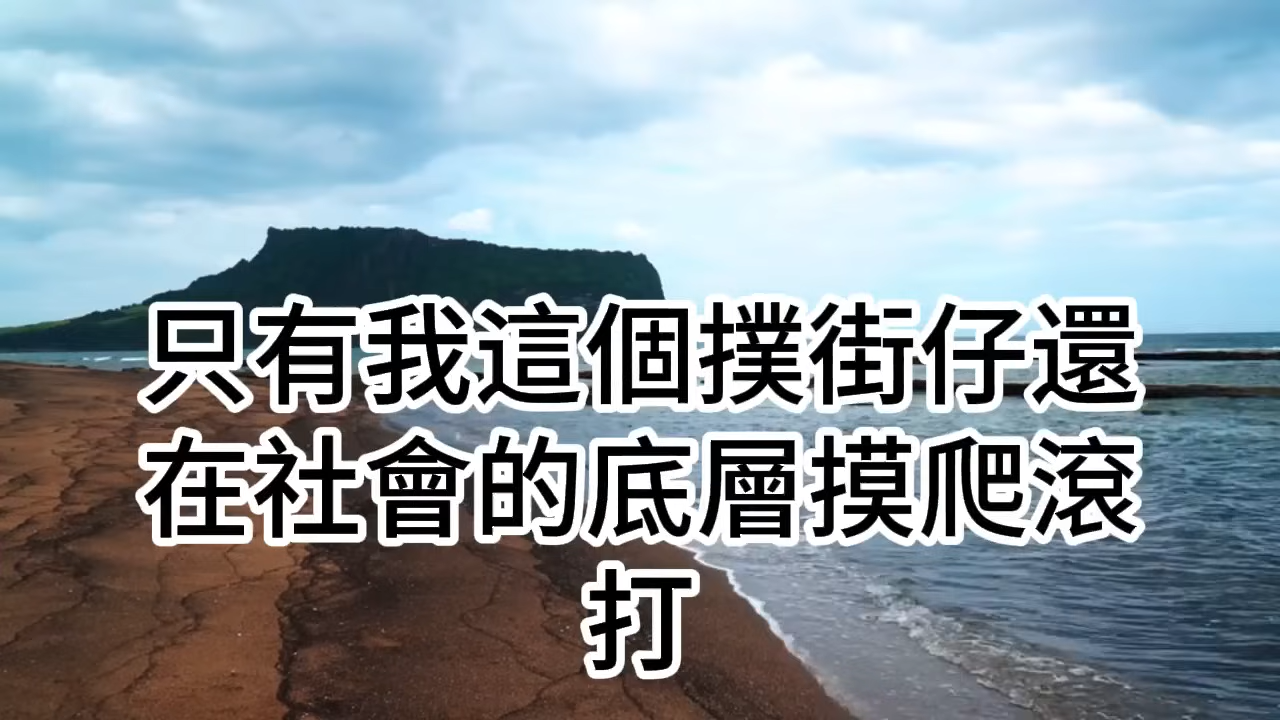 只有我這個撲街仔還
在社會的底層摸爬滾
打